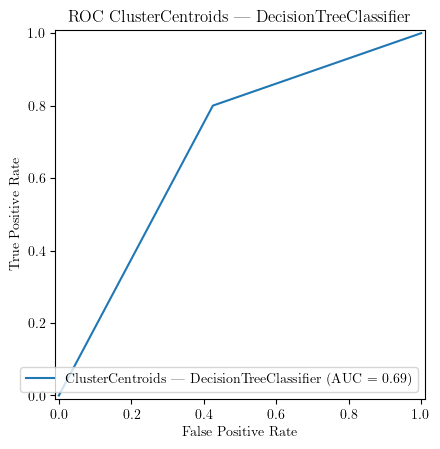 ROC ClusterCentroids — DecisionTreeClassifier
1.0
0.8
0.6
0.4
0.2
0.0
True Positive Rate
ClusterCentroids — DecisionTreeClassifier (AUC = 0.69)
0.0 0.2 0.4 0.6 0.8 1.0
False Positive Rate